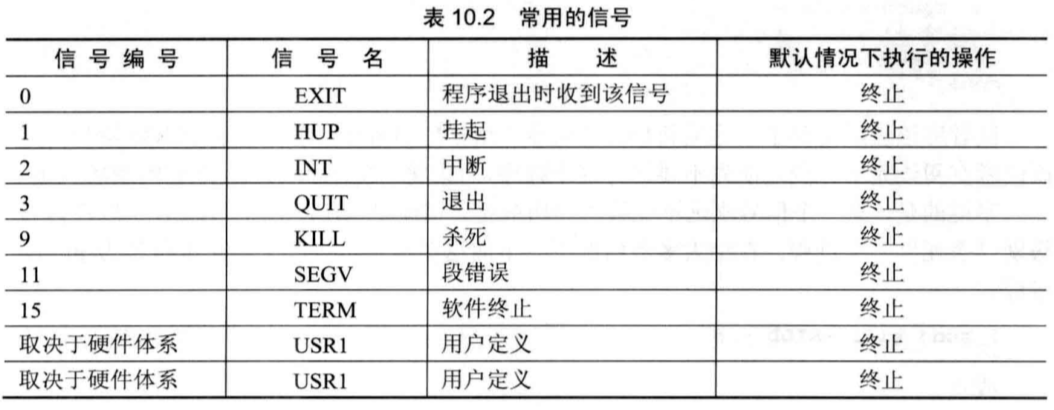 表 10.2 常用的信号
信号编号 信号名 描述 默认情况下执行的操作
0 EXIT 程序退出时收到该信号 终止
1 HUP 挂起 终止
2 INT 中断 终止
3 QUIT 退出 终止
9 KILL 杀死 终止
11 SEGV 段错误 终止
15 TERM 软件终止 终止
取决于硬件体系 USR1 用户定义 终止
取决于硬件体系 USR1 用户定义 终止